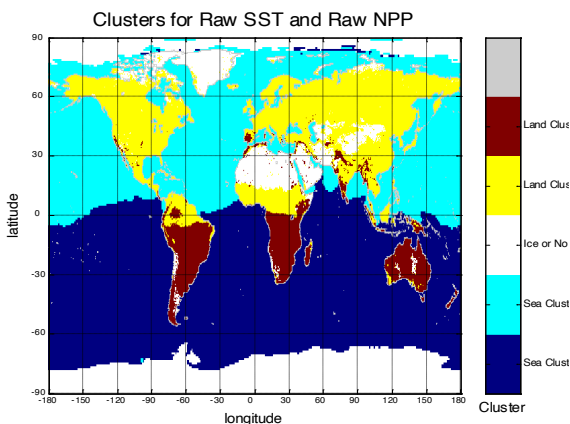 Clusters for Raw SST and Raw NPP
latitude
90
60
30
0
-30
-60
-90
-180 -150 -120 -90 -60 -30 0 30 60 90 120 150 180
longitude
Land Clus
Land Clus
Ice or No
Sea Clust
Sea Clust
Cluster